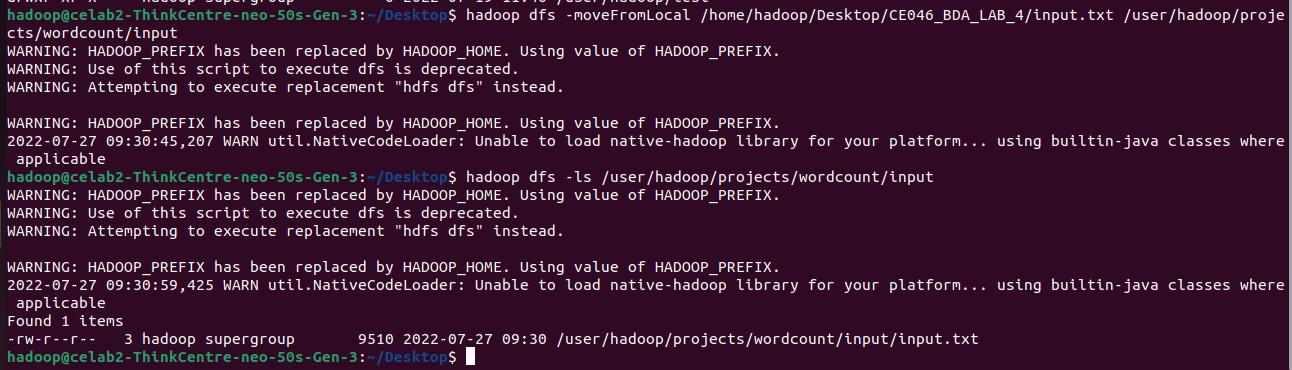 drwxr-xr-x - hadoop supergroup 0 2022-07-19 11:40 /user/hadoop/test
hadoop@celab2-ThinkCentre-neo-50s-Gen-3:~/Desktop$ hadoop dfs -moveFromLocal /home/hadoop/Desktop/CE046_BDA_LAB_4/input.txt /user/hadoop/proje
cts/wordcount/input
WARNING: HADOOP_PREFIX has been replaced by HADOOP_HOME. Using value of HADOOP_PREFIX.
WARNING: Use of this script to execute dfs is deprecated.
WARNING: Attempting to execute replacement "hdfs dfs" instead.

WARNING: HADOOP_PREFIX has been replaced by HADOOP_HOME. Using value of HADOOP_PREFIX.
2022-07-27 09:30:45,207 WARN util.NativeCodeLoader: Unable to load native-hadoop library for your platform... using builtin-java classes where
 applicable
hadoop@celab2-ThinkCentre-neo-50s-Gen-3:~/Desktop$ hadoop dfs -ls /user/hadoop/projects/wordcount/input
WARNING: HADOOP_PREFIX has been replaced by HADOOP_HOME. Using value of HADOOP_PREFIX.
WARNING: Use of this script to execute dfs is deprecated.
WARNING: Attempting to execute replacement "hdfs dfs" instead.

WARNING: HADOOP_PREFIX has been replaced by HADOOP_HOME. Using value of HADOOP_PREFIX.
2022-07-27 09:30:59,425 WARN util.NativeCodeLoader: Unable to load native-hadoop library for your platform... using builtin-java classes where
 applicable
Found 1 items
-rw-r--r--   3 hadoop supergroup       9510 2022-07-27 09:30 /user/hadoop/projects/wordcount/input/input.txt
hadoop@celab2-ThinkCentre-neo-50s-Gen-3:~/Desktop$